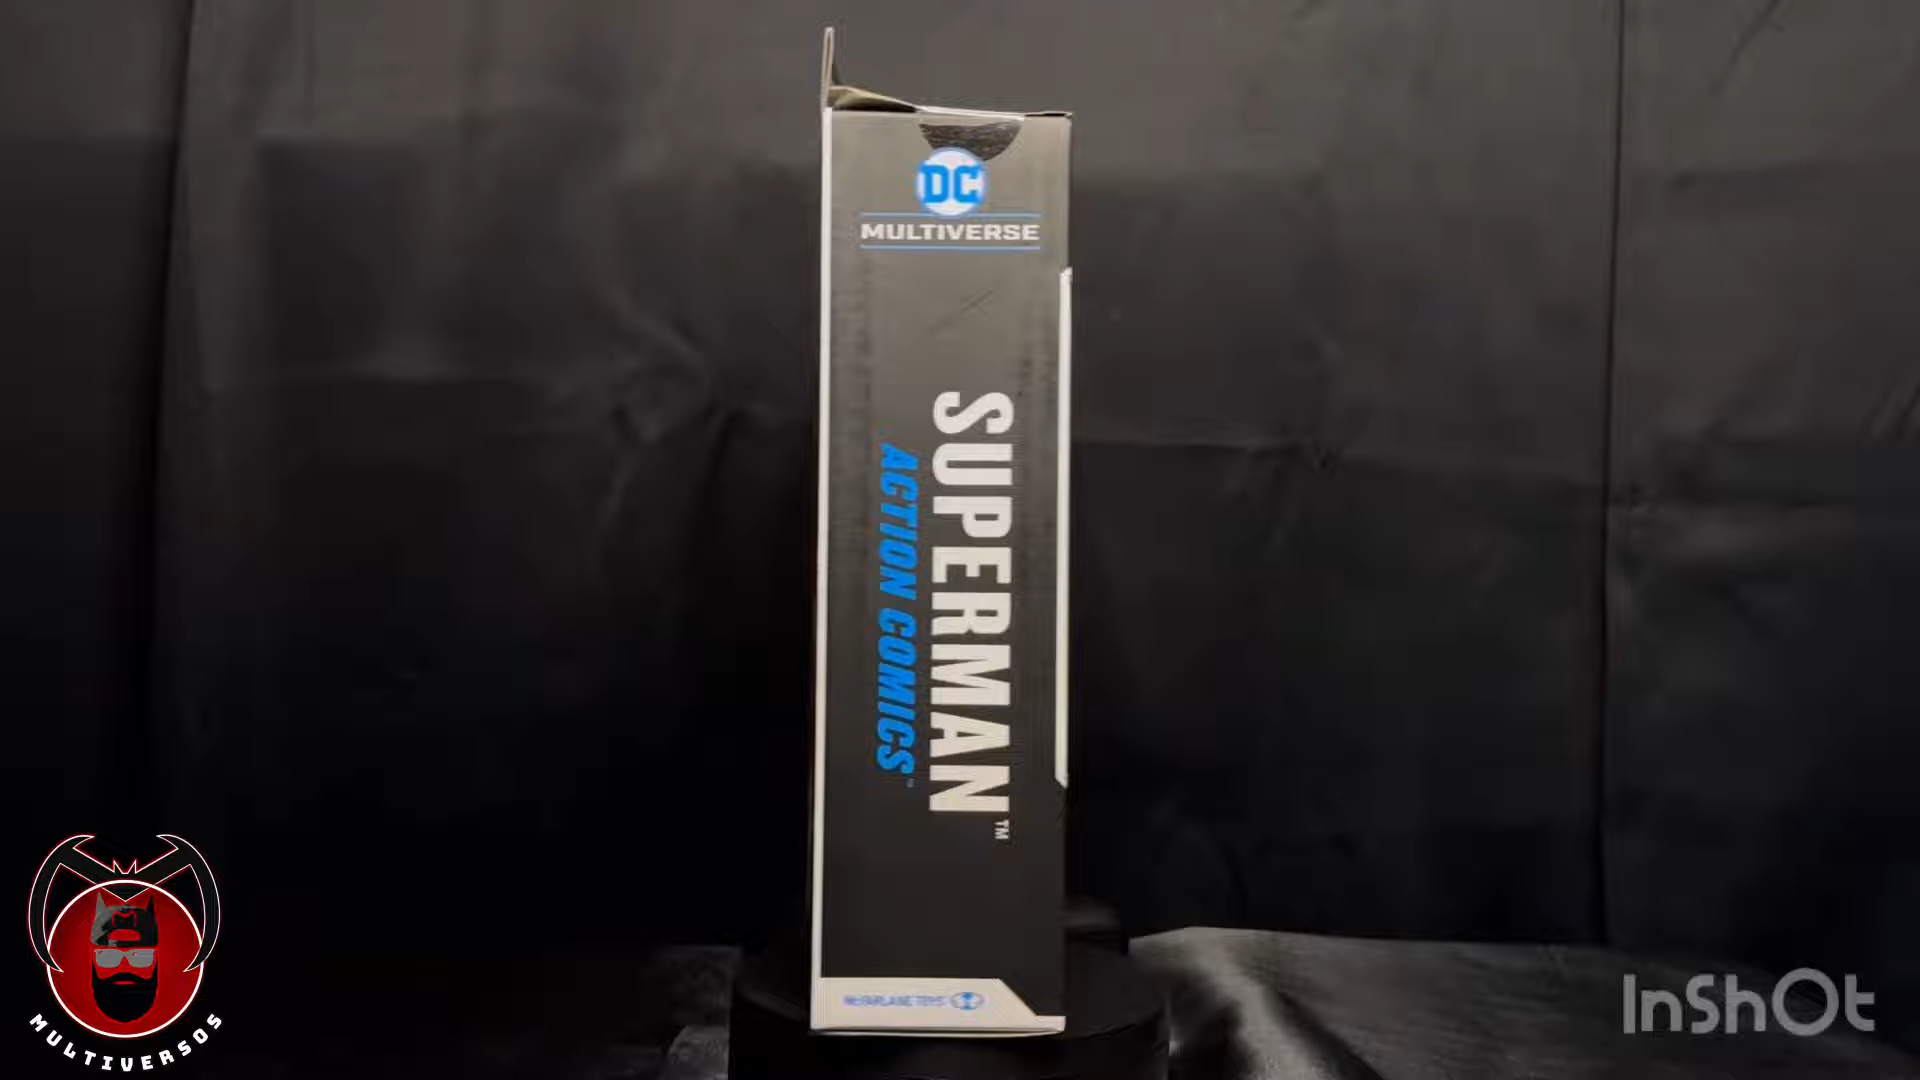 DC
MULTIVERSE
SUPERMAN™
ACTION COMICS™
McFARLANE TOYS
MULTIVERSOS
InShOt